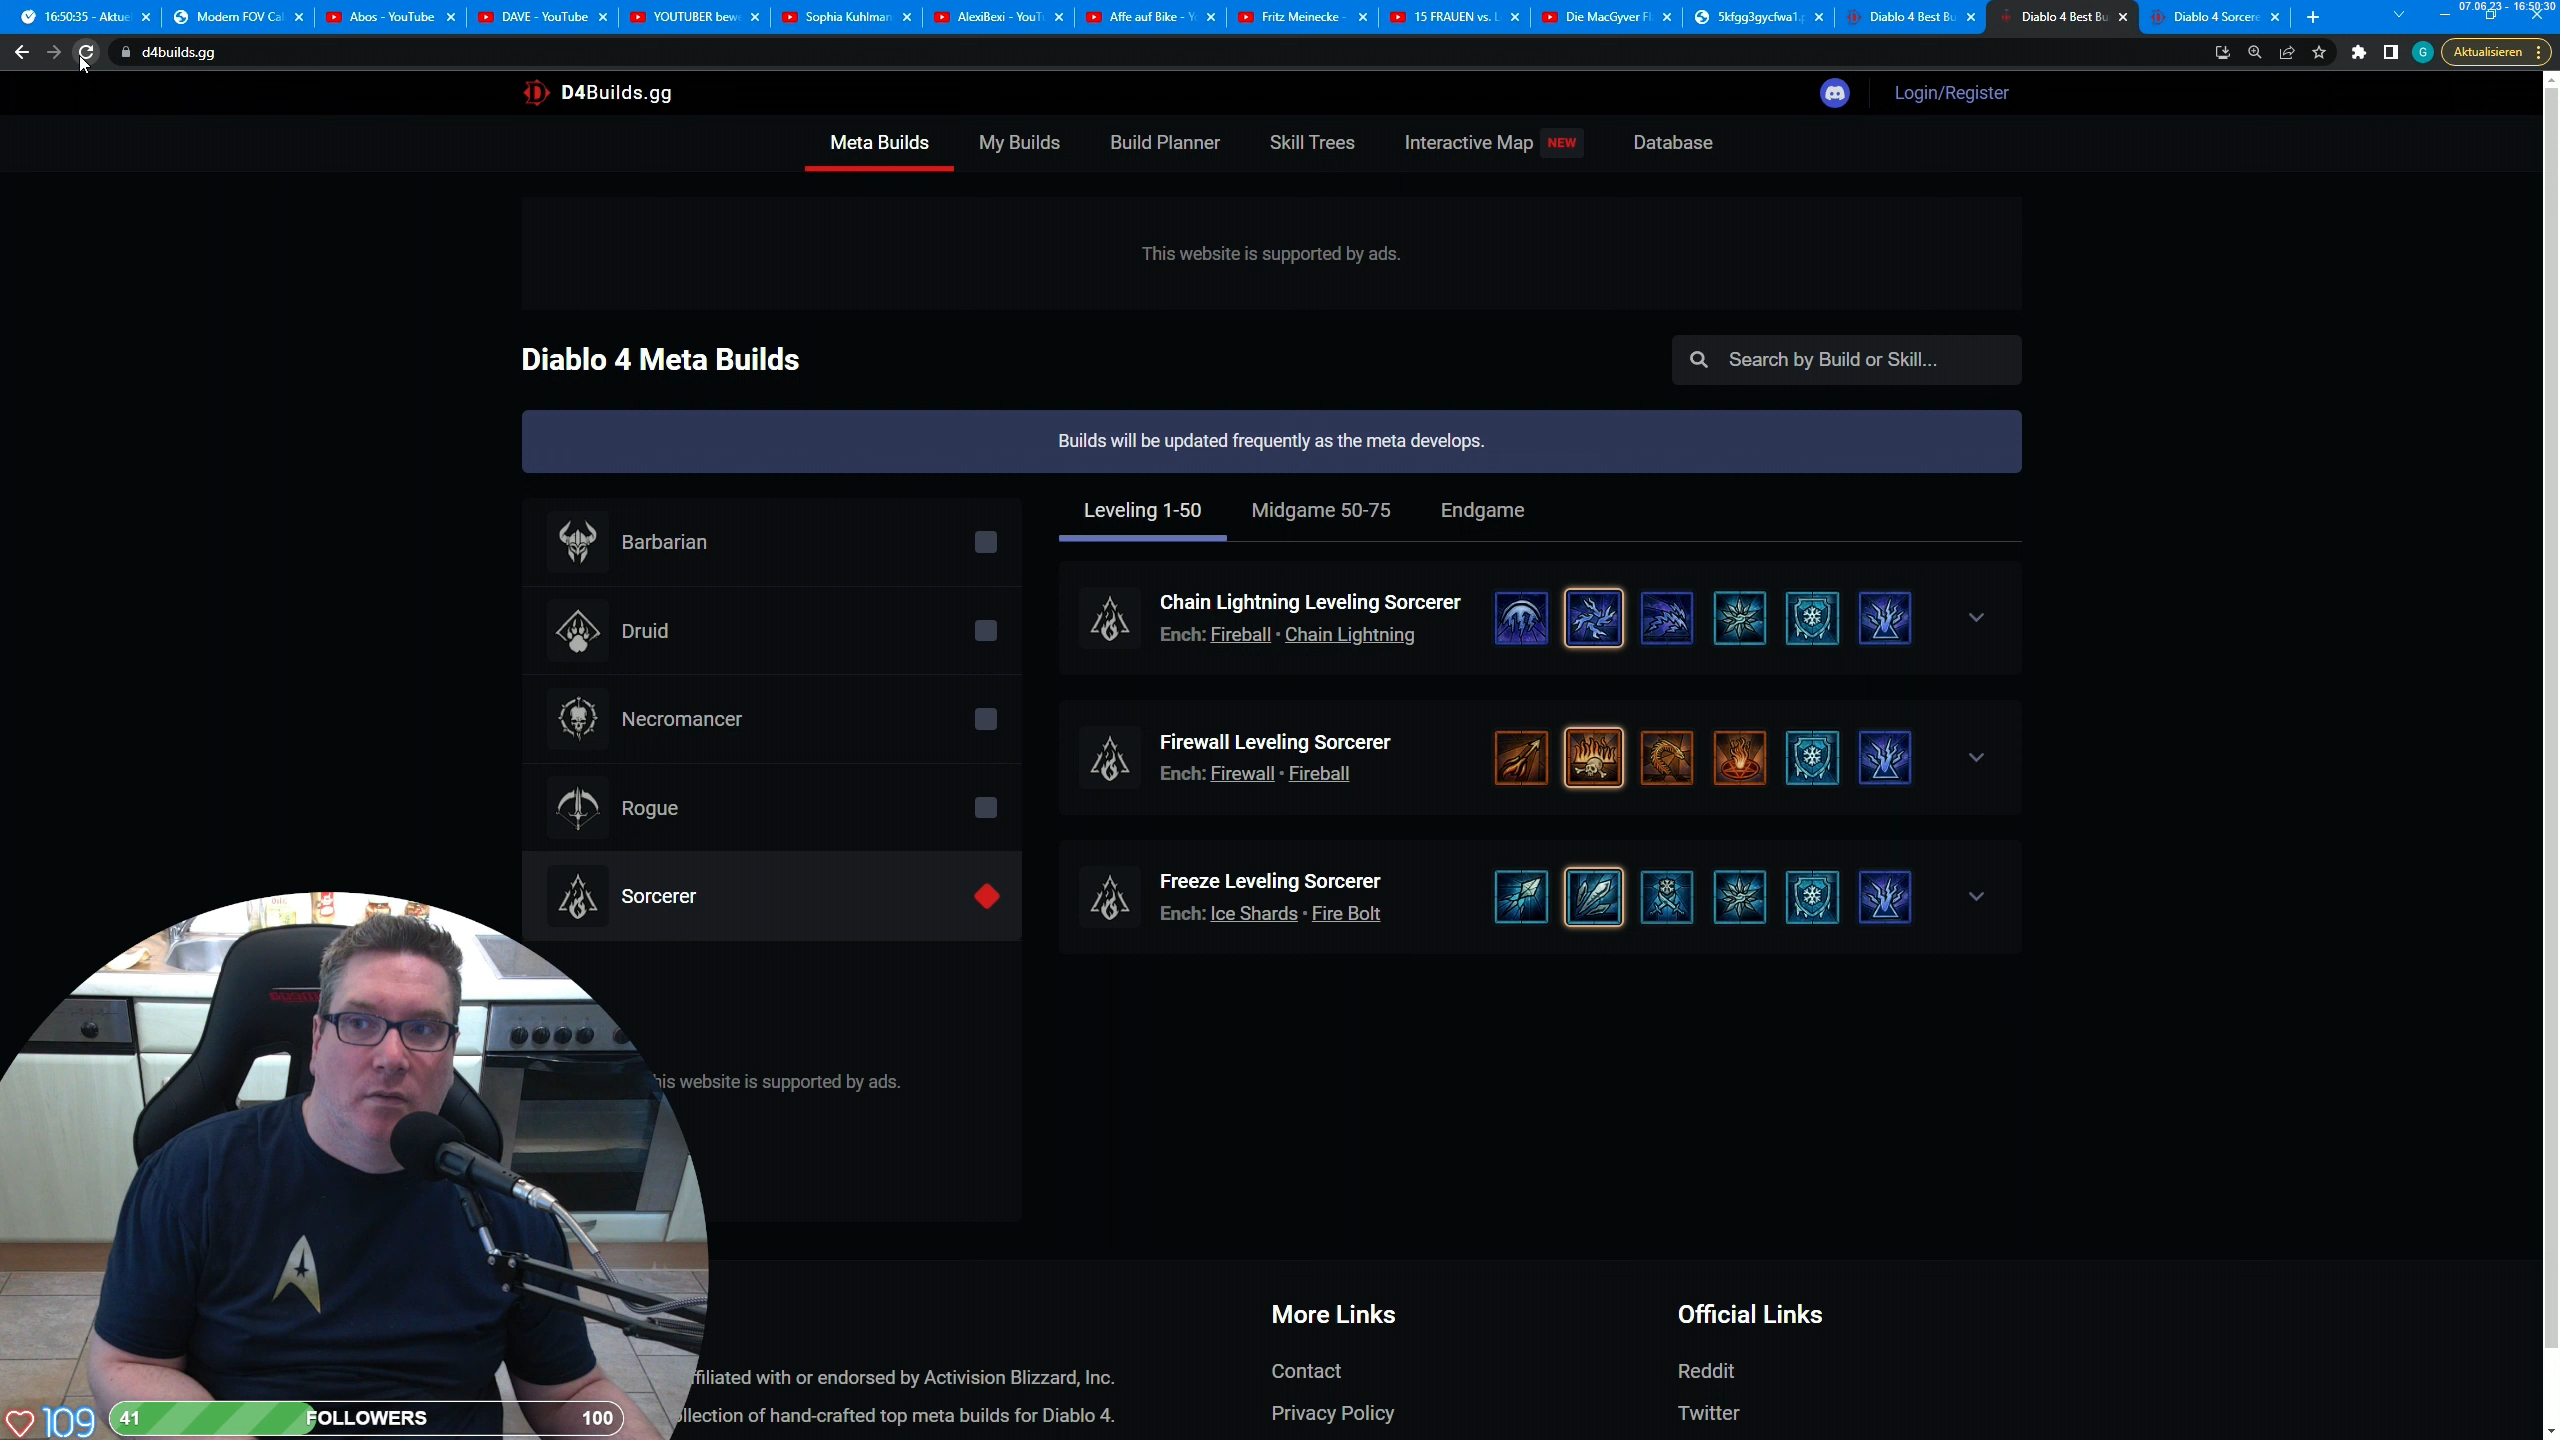 07.06.23 - 16:50:30
16:50:35 - Aktue
Modern FOV Cal
Abos - YouTube
DAVE - YouTube
YOUTUBER bewe
Sophia Kuhlman
AlexiBexi - YouT
Affe auf Bike - Y
Fritz Meinecke -
15 FRAUEN vs. L
Die MacGyver F
5kfgg3gycfwa1.
Diablo 4 Best Bu
Diablo 4 Best Bu
Diablo 4 Sorcere
d4builds.gg
G
Aktualisieren
D4Builds.gg
Login/Register
Meta Builds
My Builds
Build Planner
Skill Trees
Interactive Map NEW
Database
This website is supported by ads.
Diablo 4 Meta Builds
Search by Build or Skill...
Builds will be updated frequently as the meta develops.
Barbarian
Druid
Necromancer
Rogue
Sorcerer
Leveling 1-50
Midgame 50-75
Endgame
Chain Lightning Leveling Sorcerer
Ench: Fireball • Chain Lightning
Firewall Leveling Sorcerer
Ench: Firewall • Fireball
Freeze Leveling Sorcerer
Ench: Ice Shards • Fire Bolt
his website is supported by ads.
ffiliated with or endorsed by Activision Blizzard, Inc.
ollection of hand-crafted top meta builds for Diablo 4.
More Links
Contact
Privacy Policy
Official Links
Reddit
Twitter
109
41 FOLLOWERS 100